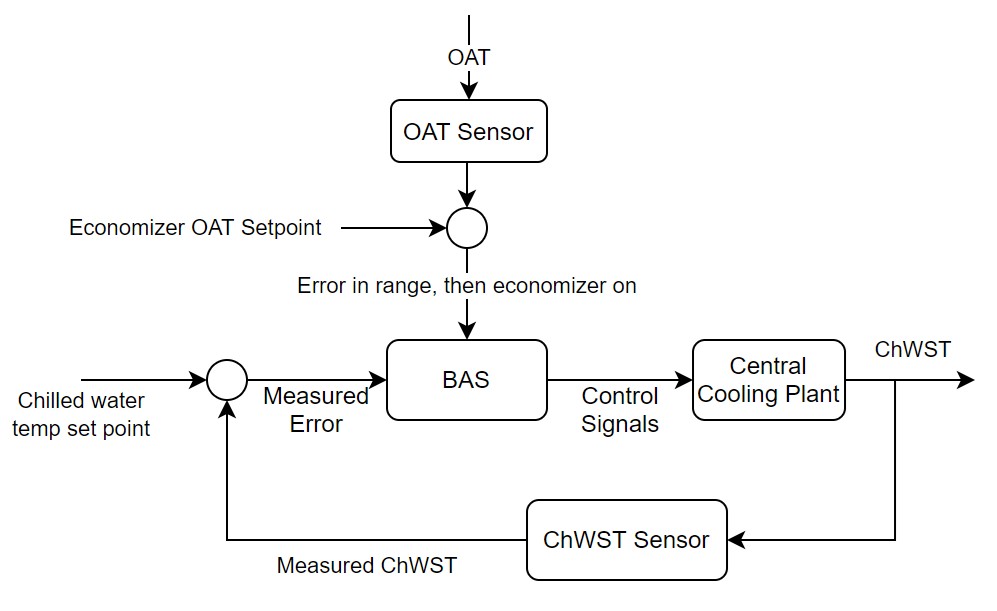 OAT
OAT Sensor
Economizer OAT Setpoint
Error in range, then economizer on
Chilled water
temp set point
Measured
Error
BAS
Control
Signals
Central
Cooling Plant
ChWST
ChWST Sensor
Measured ChWST